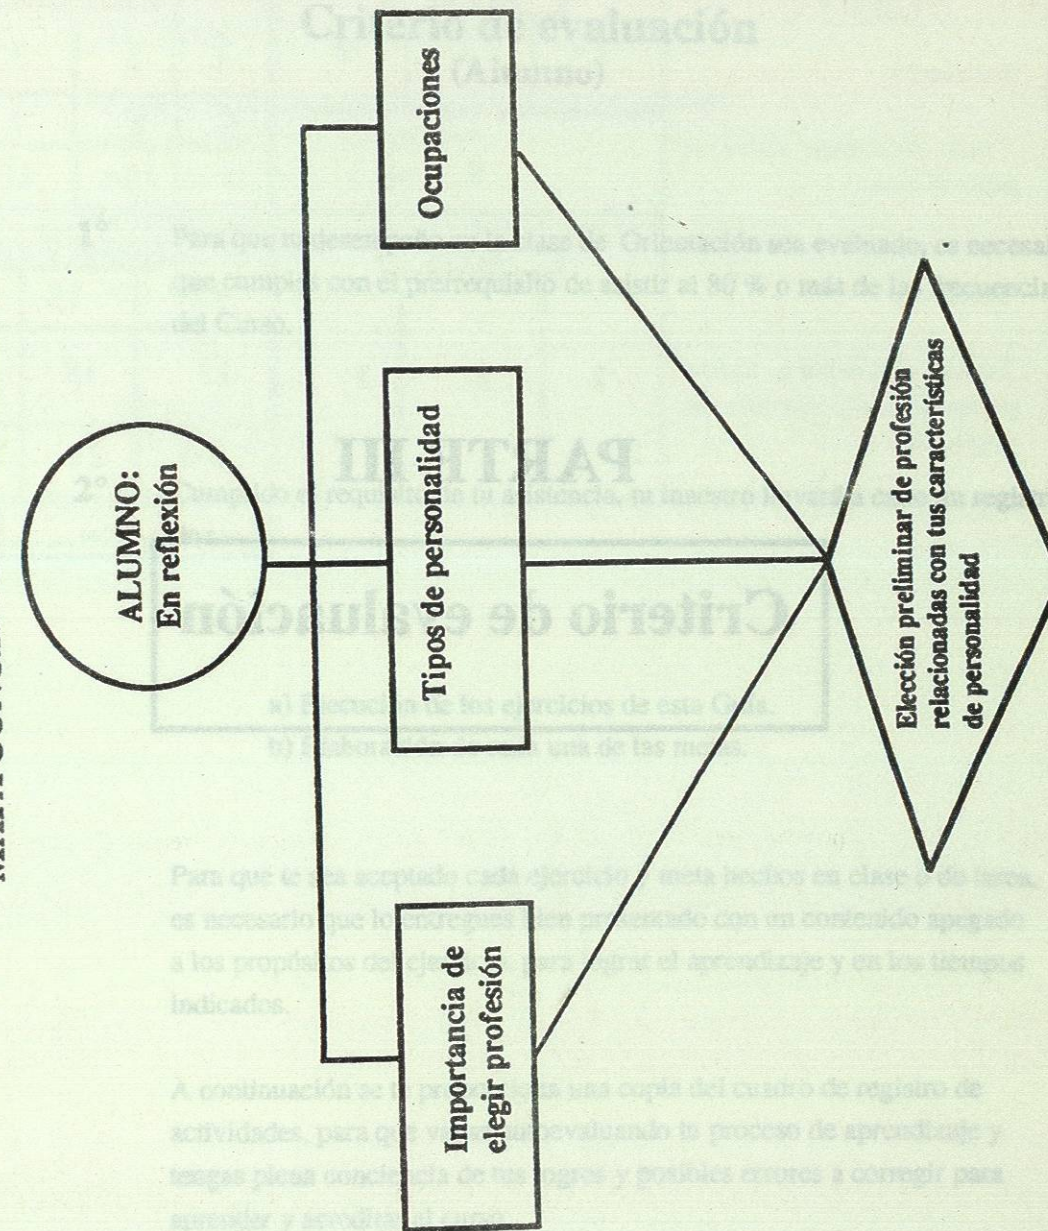 ALUMNO:
En reflexión
Importancia de
elegir profesión
Tipos de personalidad
Ocupaciones
Elección preliminar de profesión
relacionadas con tus características
de personalidad
Criterio de evaluación
(Alumno)
1°
Para que tu desempeño en la clase de Orientación sea evaluado, es
que cumplas con el prerrequisito de asistir al 80 % o más de las
del Curso.
2°
Cumplido el requisito en tu asistencia, tu maestro
a) Ejecución de los ejercicios de esta Guía.
b) Elaboración de cada una de las metas.
Para que te sea aceptado cada ejercicio y meta hechos en clase o de tarea,
es necesario que lo entregues bien presentado con un contenido apegado
a los propósitos del ejercicio para lograr el aprendizaje y en los tiempos
indicados.
A continuación se te proporciona una copia del cuadro de registro de
actividades, para que vayas autoevaluando tu proceso de aprendizaje y
tengas plena conciencia de tus logros y posibles errores a corregir para
aprender y acreditar el curso.
PARTE III
Criterio de evaluación